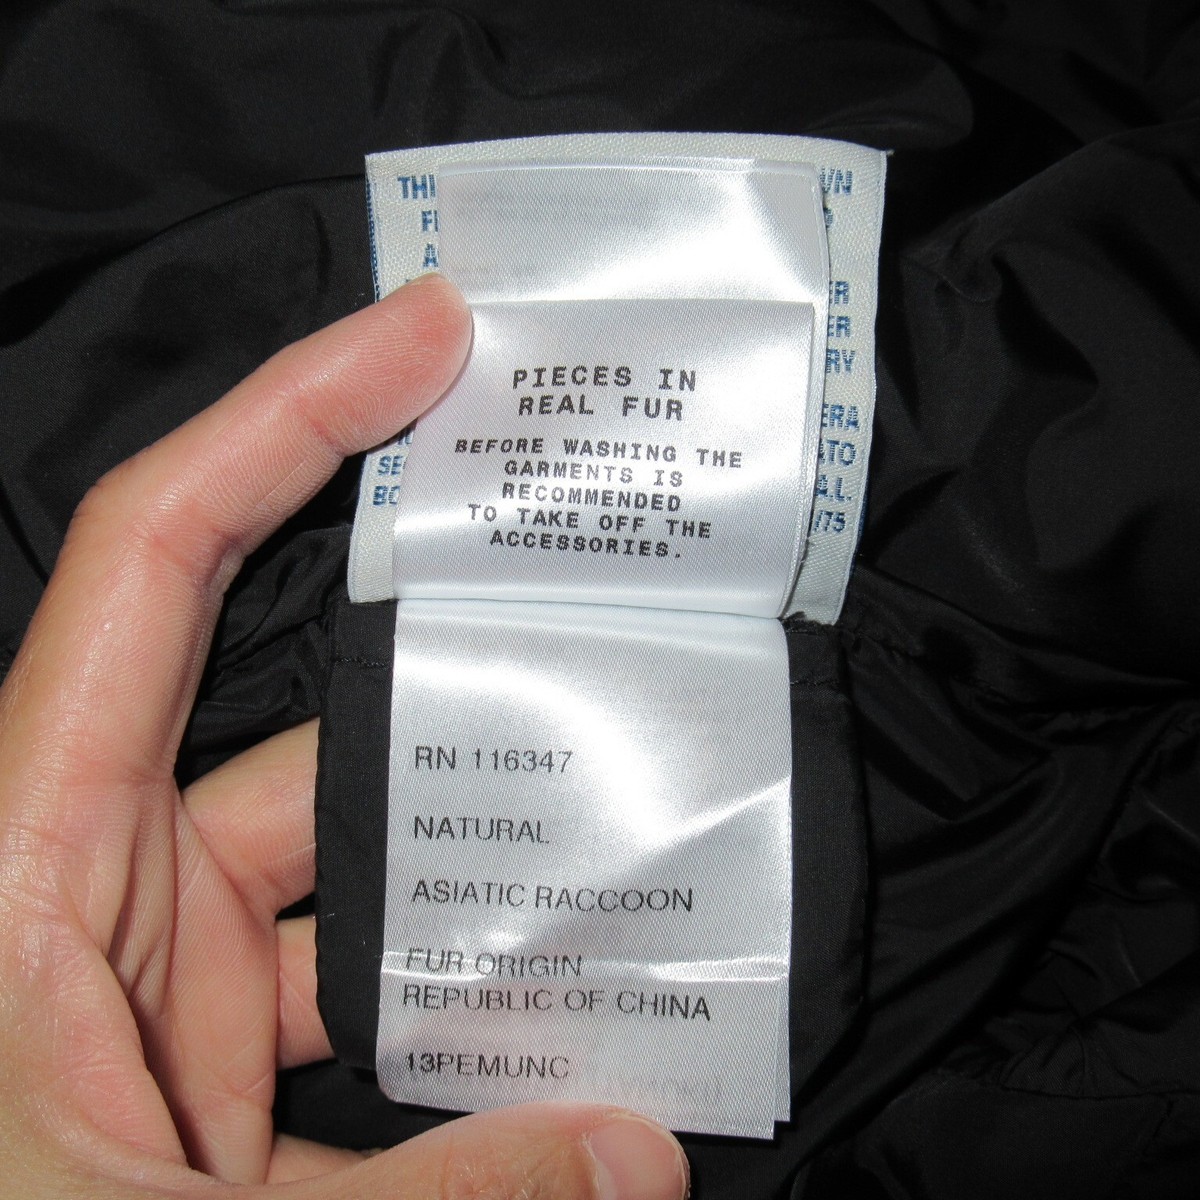 PIECES IN
REAL FUR
BEFORE WASHING THE
GARMENTS IS
RECOMMENDED
TO TAKE OFF THE
ACCESSORIES.
RN 116347
NATURAL
ASIATIC RACCOON
FUR ORIGIN
REPUBLIC OF CHINA
13PEMUNC